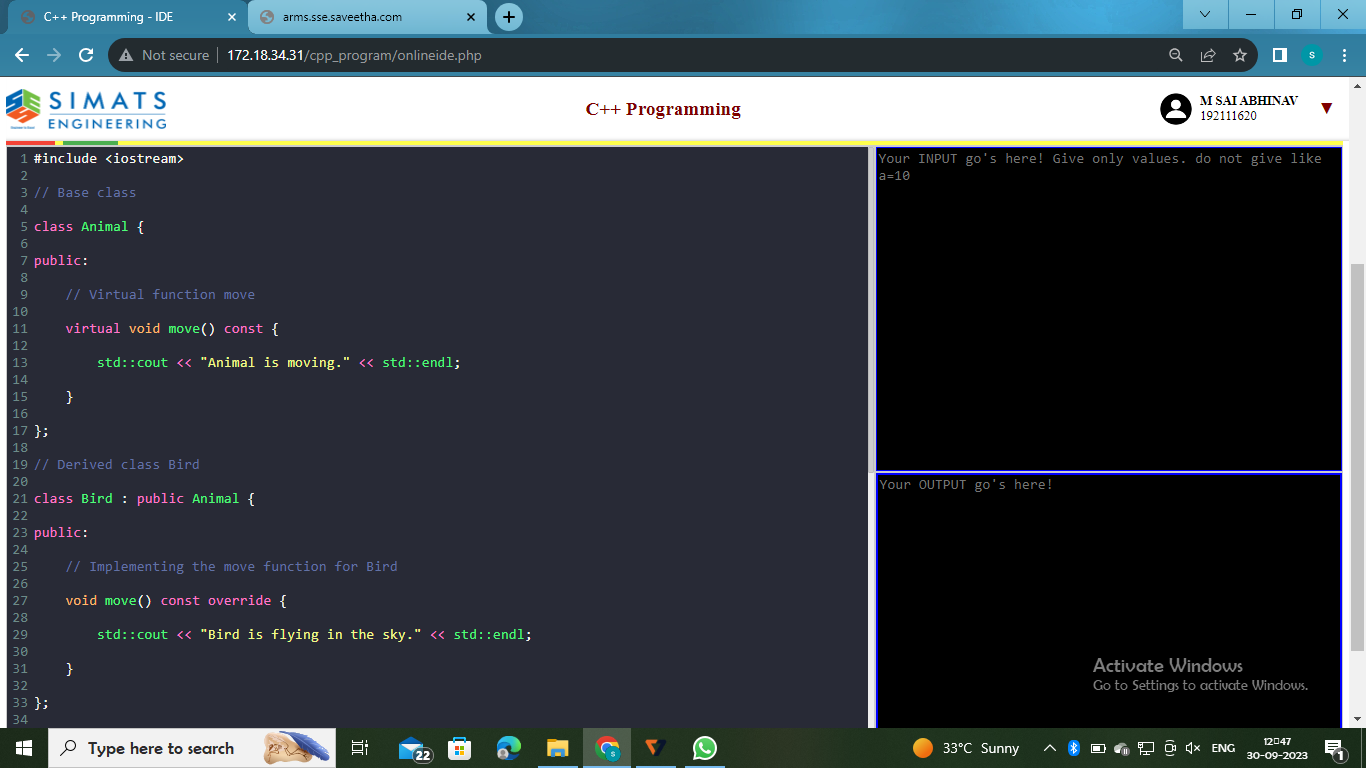 C++ Programming - IDE
arms.sse.saveetha.com
Not secure
172.18.34.31/cpp_program/onlineide.php
S
SIMATS
ENGINEERING
C++ Programming
M SAI ABHINAV
192111620
1 #include <iostream>
2
3 // Base class
4
5 class Animal {
6
7 public:
8
9 // Virtual function move
10
11 virtual void move() const {
12
13 std::cout << "Animal is moving." << std::endl;
14
15 }
16
17 };
18
19 // Derived class Bird
20
21 class Bird : public Animal {
22
23 public:
24
25 // Implementing the move function for Bird
26
27 void move() const override {
28
29 std::cout << "Bird is flying in the sky." << std::endl;
30
31 }
32
33 };
34
Your INPUT go's here! Give only values. do not give like
a=10
Your OUTPUT go's here!
Activate Windows
Go to Settings to activate Windows.
Type here to search
22
33°C Sunny
ENG
12:47
30-09-2023
1